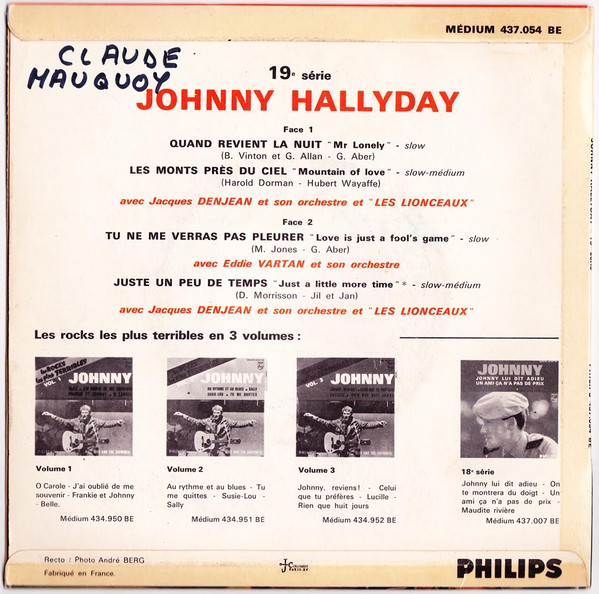 MÉDIUM 437.054 BE
CLAUDE
MAUQUOY
19e série
JOHNNY HALLYDAY
Face 1
QUAND REVIENT LA NUIT "Mr Lonely" - slow
(B. Vinton et G. Allan - G. Aber)
LES MONTS PRÈS DU CIEL "Mountain of love" - slow-médium
(Harold Dorman - Hubert Wayaffe)
avec Jacques DENJEAN et son orchestre et "LES LIONCEAUX"
Face 2
TU NE ME VERRAS PAS PLEURER "Love is just a fool's game" - slow
(M. Jones - G. Aber)
avec Eddie VARTAN et son orchestre
JUSTE UN PEU DE TEMPS "Just a little more time" * - slow-médium
(D. Morrisson - Jil et Jan)
avec Jacques DENJEAN et son orchestre et "LES LIONCEAUX"
Les rocks les plus terribles en 3 volumes :
VOL. 1
JOHNNY
JOHNNY
VOL. 3
JOHNNY
JOHNNY
JOHNNY LUI DIT ADIEU
UN AMI ÇA N'A PAS DE PRIX
Volume 1
O Carole - J'ai oublié de me
souvenir - Frankie et Johnny
- Belle.
Médium 434.950 BE
Volume 2
Au rythme et au blues - Tu
me quittes - Susie-Lou -
Sally
Médium 434.951 BE
Volume 3
Johnny, reviens! - Celui
que tu préfères - Lucille -
Rien que huit jours
Médium 434.952 BE
18e série
Johnny lui dit adieu - On
te montrera du doigt - Un
ami ça n'a pas de prix -
Maudite rivière
Médium 437.007 BE
Recto : Photo André BERG
Fabriqué en France.
PHILIPS